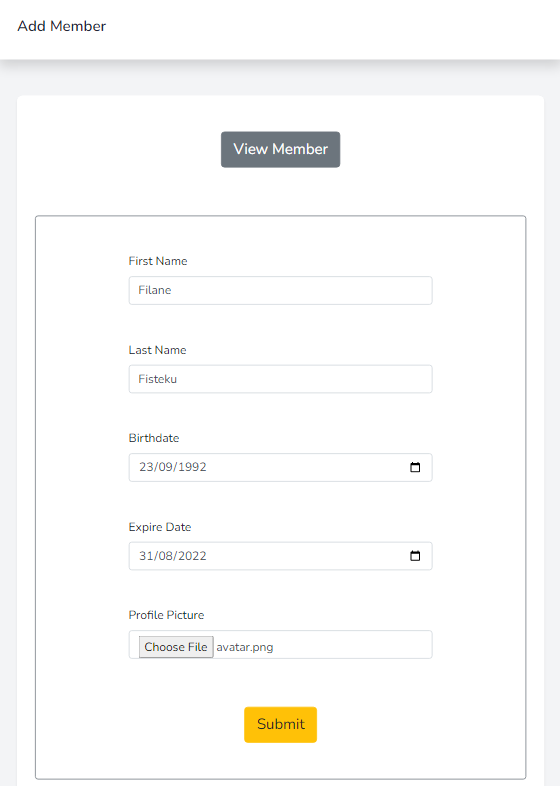 Add Member
View Member
First Name
Filane
Last Name
Fisteku
Birthdate
23/09/1992
Expire Date
31/08/2022
Profile Picture
Choose File avatar.png
Submit